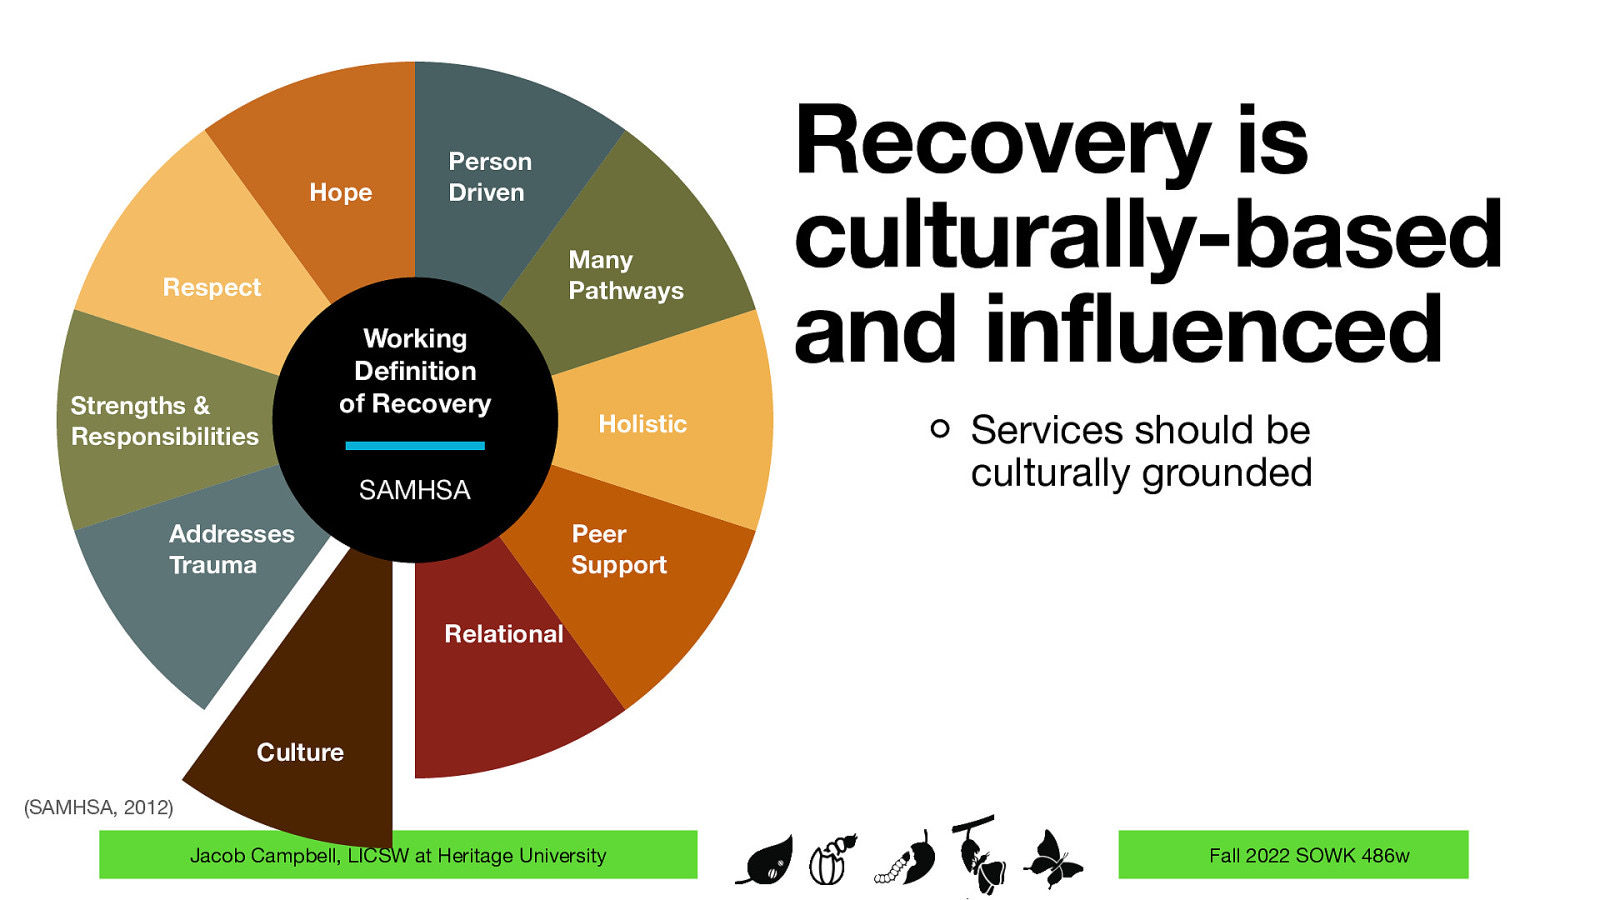 Recovery is
culturally-based
and influenced
Services should be
culturally grounded
Working
Definition
of Recovery
SAMHSA
Person
Driven
Many
Pathways
Holistic
Peer
Support
Relational
Culture
Addresses
Trauma
Strengths &
Responsibilities
Respect
Hope
(SAMHSA, 2012)
Jacob Campbell, LICSW at Heritage University
Fall 2022 SOWK 486w